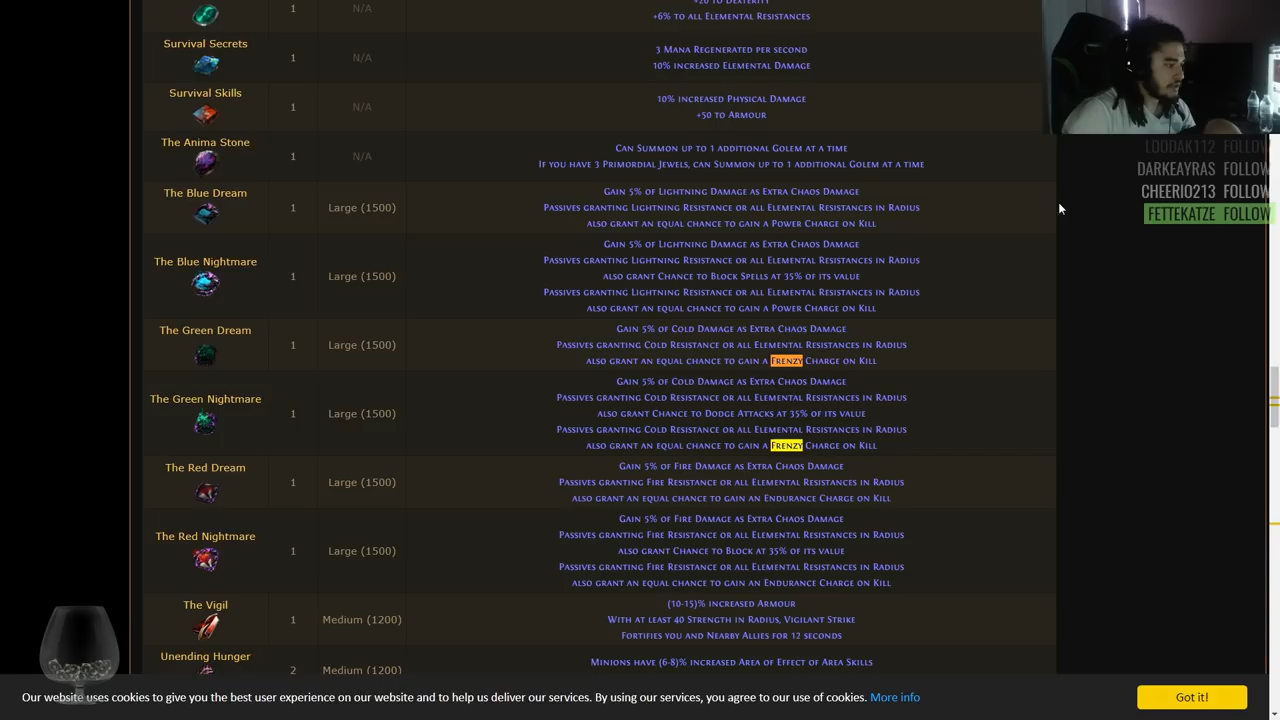 +20 to Dexterity
+6% to all Elemental Resistances
Survival Secrets
1
N/A
3 Mana Regenerated per second
10% increased Elemental Damage
Survival Skills
1
N/A
10% increased Physical Damage
+50 to Armour
The Anima Stone
1
N/A
Can Summon up to 1 additional Golem at a time
If you have 3 Primordial Jewels, can Summon up to 1 additional Golem at a time
The Blue Dream
1
Large (1500)
Gain 5% of Lightning Damage as Extra Chaos Damage
Passives granting Lightning Resistance or all Elemental Resistances in Radius
also grant an equal chance to gain a Power Charge on Kill
The Blue Nightmare
1
Large (1500)
Gain 5% of Lightning Damage as Extra Chaos Damage
Passives granting Lightning Resistance or all Elemental Resistances in Radius
also grant Chance to Block Spells at 35% of its value
Passives granting Lightning Resistance or all Elemental Resistances in Radius
also grant an equal chance to gain a Power Charge on Kill
The Green Dream
1
Large (1500)
Gain 5% of Cold Damage as Extra Chaos Damage
Passives granting Cold Resistance or all Elemental Resistances in Radius
also grant an equal chance to gain a Frenzy Charge on Kill
The Green Nightmare
1
Large (1500)
Gain 5% of Cold Damage as Extra Chaos Damage
Passives granting Cold Resistance or all Elemental Resistances in Radius
also grant Chance to Dodge Attacks at 35% of its value
Passives granting Cold Resistance or all Elemental Resistances in Radius
also grant an equal chance to gain a Frenzy Charge on Kill
The Red Dream
1
Large (1500)
Gain 5% of Fire Damage as Extra Chaos Damage
Passives granting Fire Resistance or all Elemental Resistances in Radius
also grant an equal chance to gain an Endurance Charge on Kill
The Red Nightmare
1
Large (1500)
Gain 5% of Fire Damage as Extra Chaos Damage
Passives granting Fire Resistance or all Elemental Resistances in Radius
also grant Chance to Block at 35% of its value
Passives granting Fire Resistance or all Elemental Resistances in Radius
also grant an equal chance to gain an Endurance Charge on Kill
The Vigil
1
Medium (1200)
(10-15)% increased Armour
With at least 40 Strength in Radius, Vigilant Strike
Fortifies you and Nearby Allies for 12 seconds
Unending Hunger
2
Medium (1200)
Minions have (6-8)% increased Area of Effect of Area Skills
1
N/A
LOODAK112 FOLLOW
DARKEAYRAS FOLLOW
CHEERIO213 FOLLOW
FETTEKATZE FOLLOW
Our website uses cookies to give you the best user experience on our website and to help us deliver our services. By using our services, you agree to our use of cookies. More info
Got it!